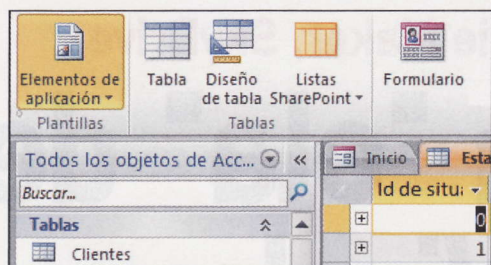 Elementos de aplicación
Tabla
Diseño de tabla
Listas SharePoint
Formulario
Plantillas
Tablas
Todos los objetos de Acc...
Inicio
Esta
Buscar...
Id de situ
Tablas
0
Clientes
1